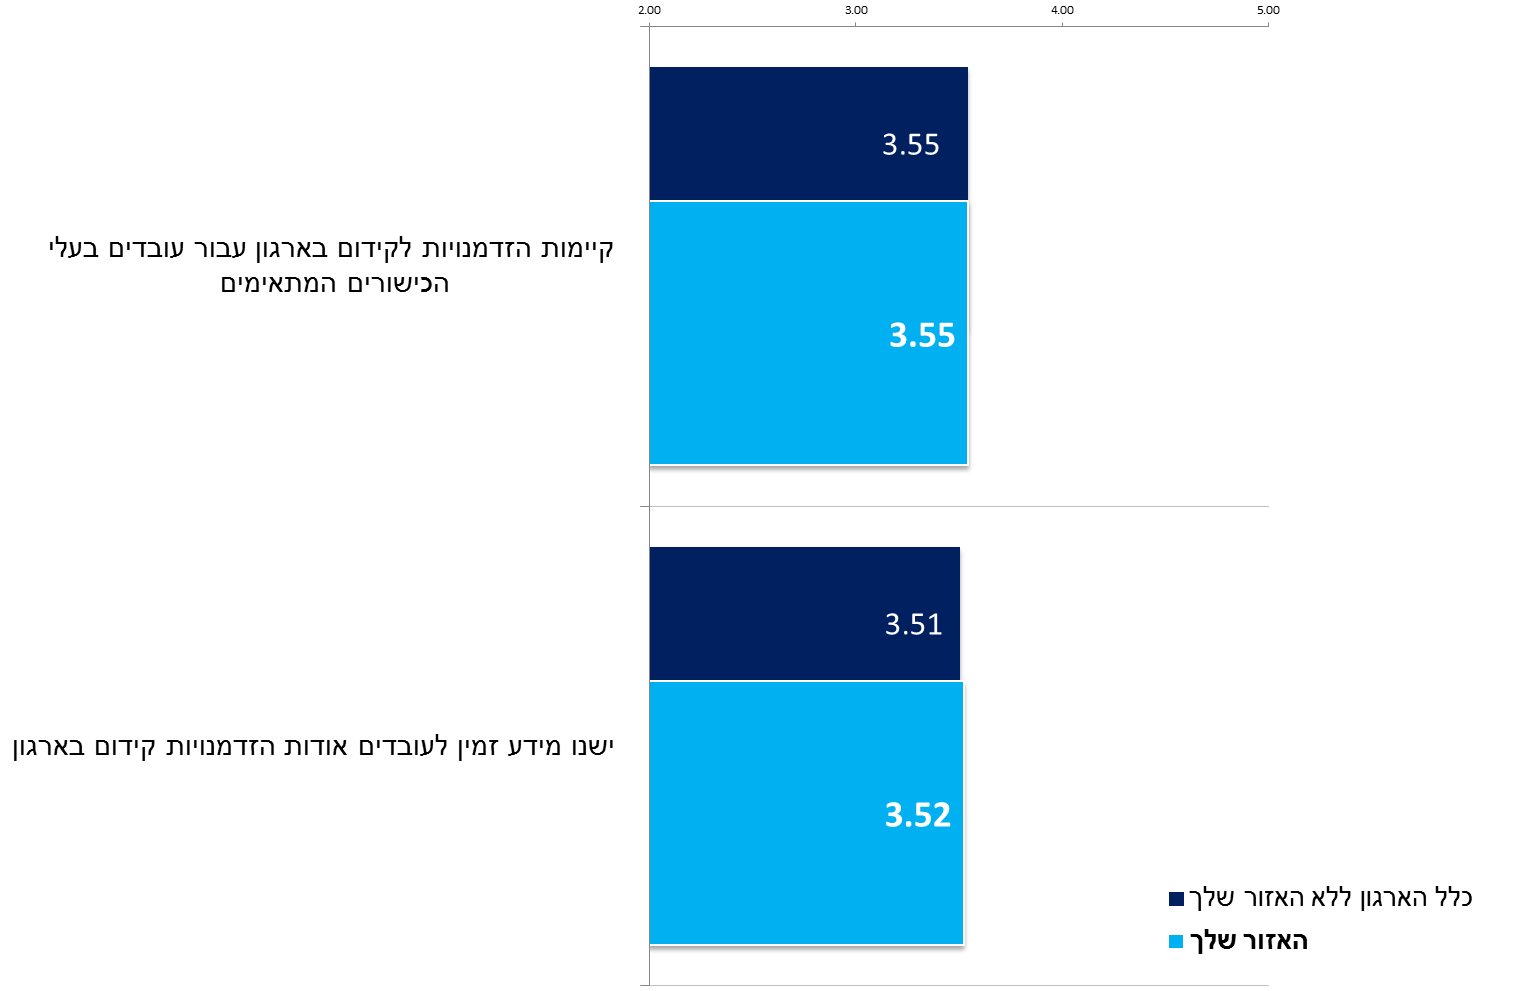 2.00 3.00 4.00 5.00
3.55
קיימות הזדמנויות לקידום בארגון עבור עובדים בעלי
הכישורים המתאימים
3.55
3.51
ישנו מידע זמין לעובדים אודות הזדמנויות קידום בארגון
3.52
כלל הארגון ללא האזור שלך
האזור שלך